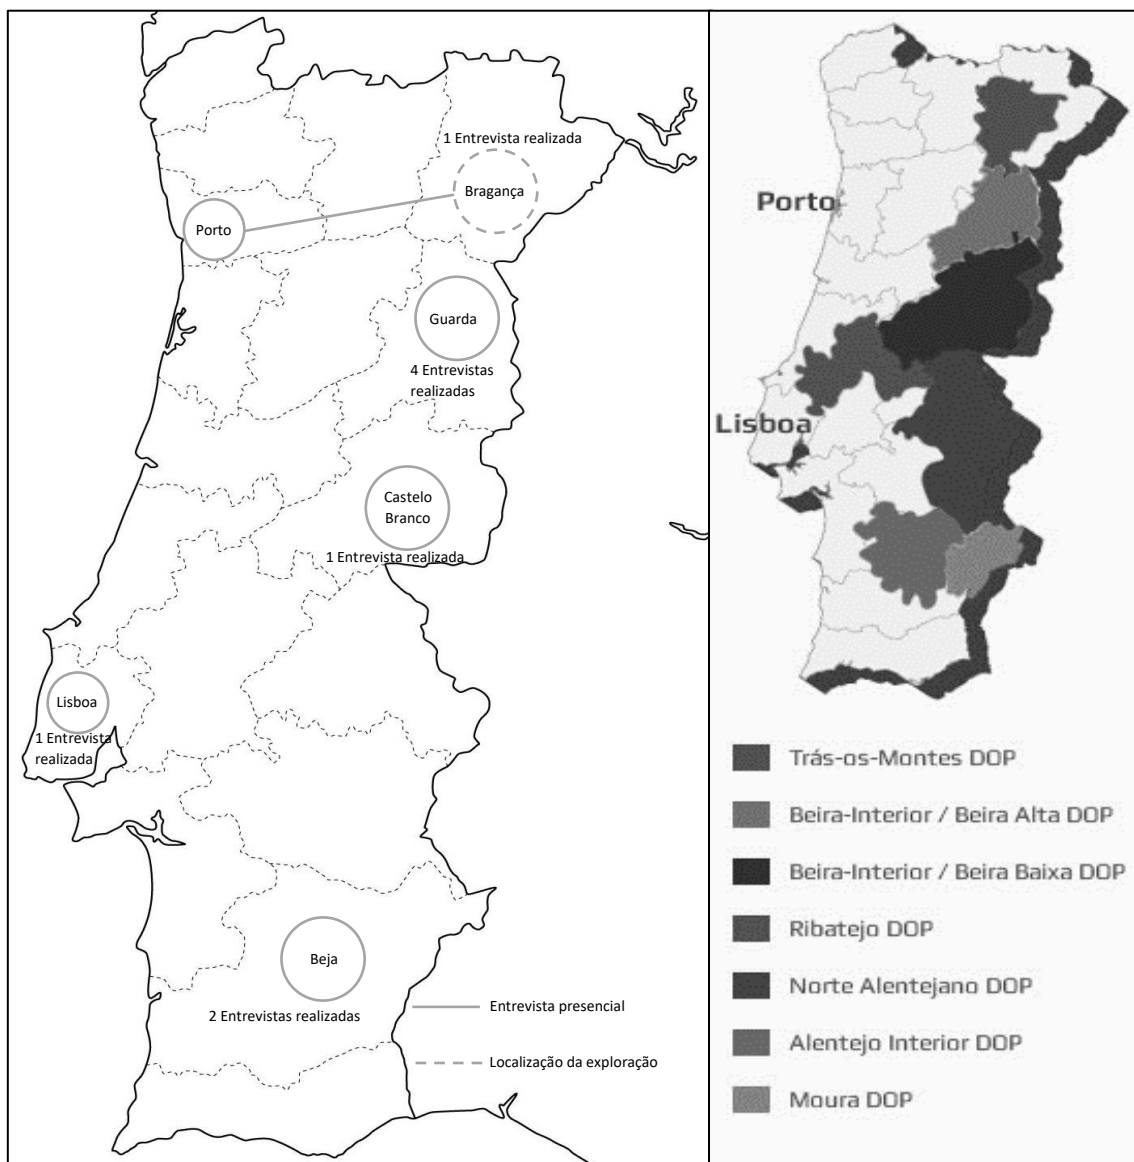 1 Entrevista realizada
Bragança
Porto
Guarda
4 Entrevistas
realizadas
Castelo
Branco
1 Entrevista realizada
Lisboa
1 Entrevista
realizada
Beja
2 Entrevistas realizadas
Entrevista presencial
Localização da exploração
Porto
Lisboa
Trás-os-Montes DOP
Beira-Interior / Beira Alta DOP
Beira-Interior / Beira Baixa DOP
Ribatejo DOP
Norte Alentejano DOP
Alentejo Interior DOP
Moura DOP